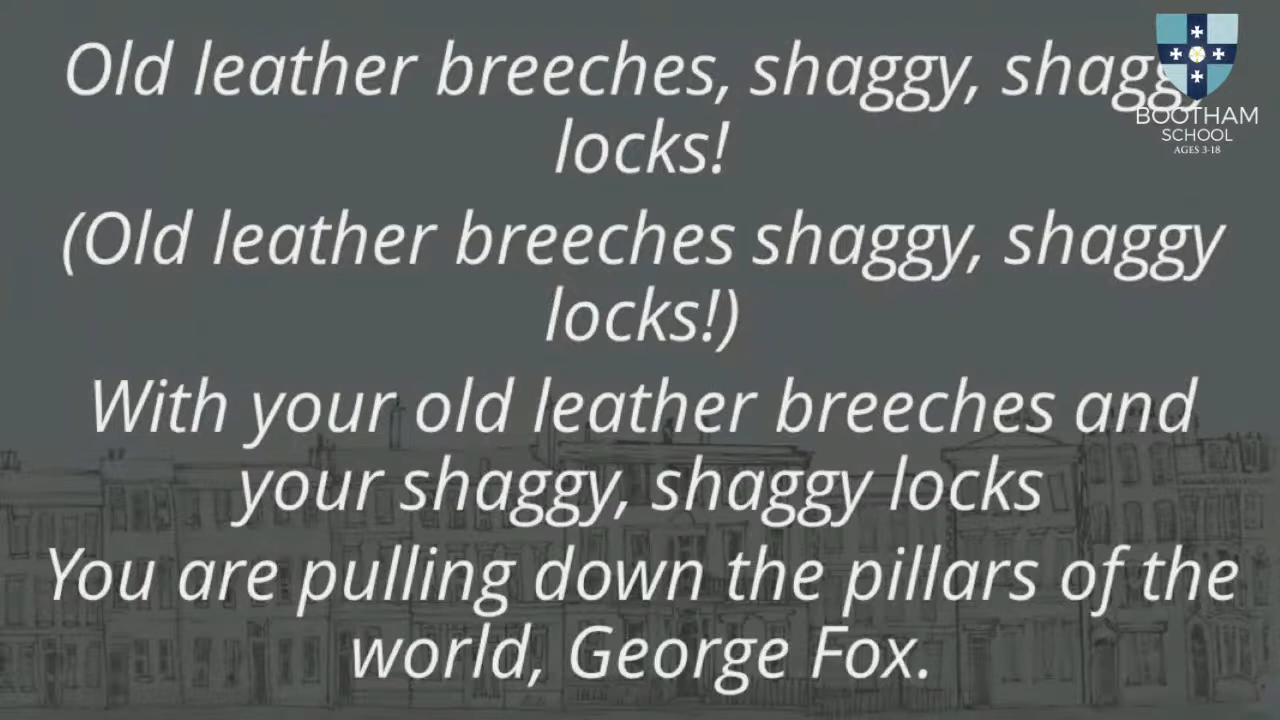 Old leather breeches, shaggy, shaggy
locks!
(Old leather breeches shaggy, shaggy
locks!)
With your old leather breeches and
your shaggy, shaggy locks
You are pulling down the pillars of the
world, George Fox.
BOOTHAM
SCHOOL
AGES 3-18